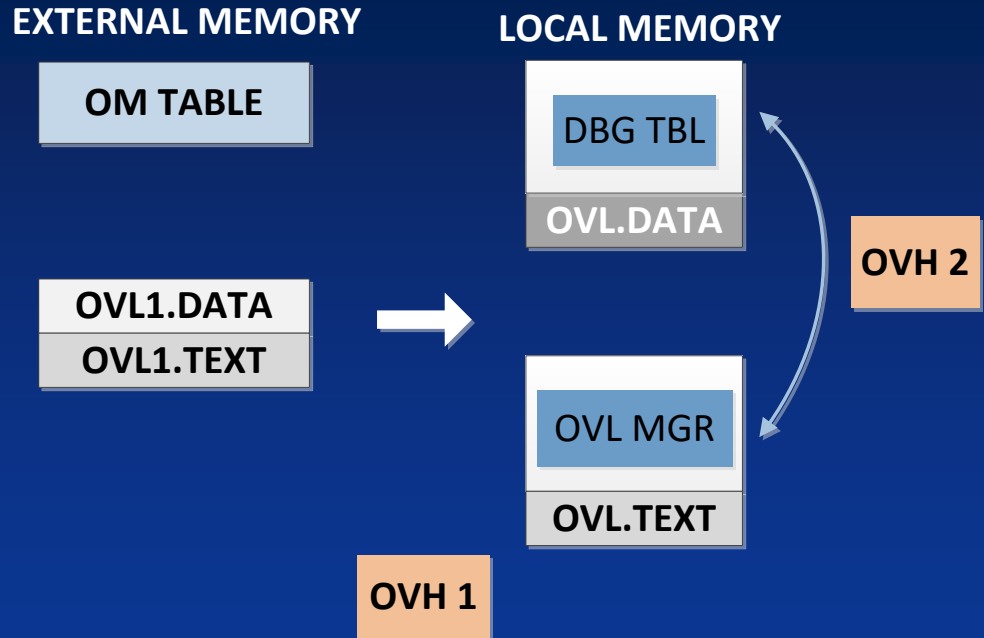 EXTERNAL MEMORY
OM TABLE
OVL1.DATA
OVL1.TEXT
LOCAL MEMORY
DBG TBL
OVL.DATA
OVH 2
OVL MGR
OVL.TEXT
OVH 1